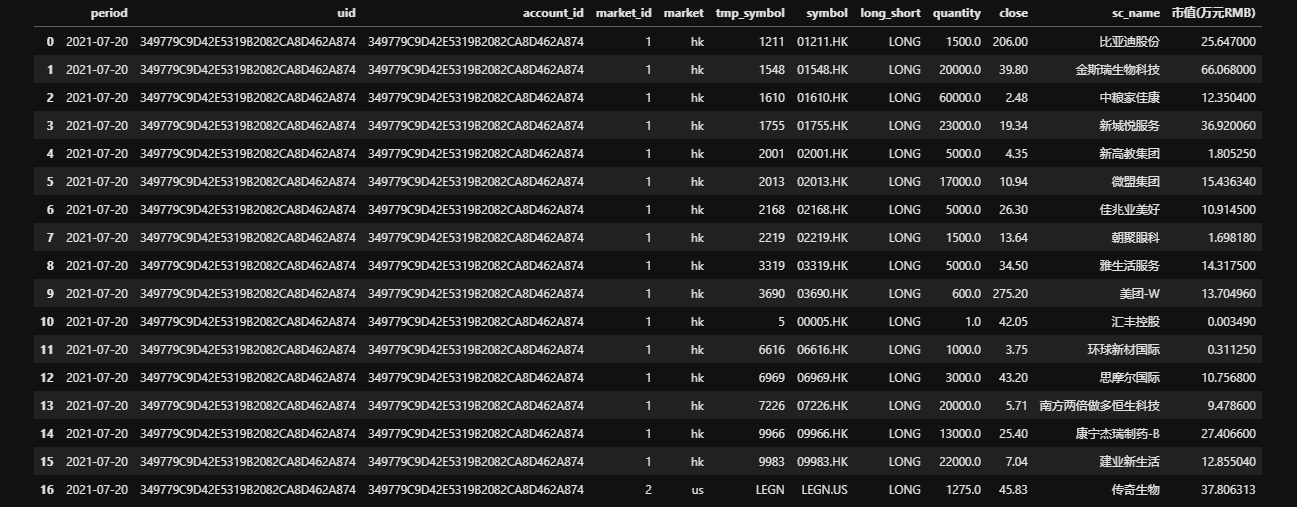 period uid account_id market_id market tmp_symbol symbol long_short quantity close sc_name 市值(万元RMB)
0 2021-07-20 349779C9D42E5319B2082CA8D462A874 349779C9D42E5319B2082CA8D462A874 1 hk 1211 01211.HK LONG 1500.0 206.00 比亚迪股份 25.647000
1 2021-07-20 349779C9D42E5319B2082CA8D462A874 349779C9D42E5319B2082CA8D462A874 1 hk 1548 01548.HK LONG 20000.0 39.80 金斯瑞生物科技 66.068000
2 2021-07-20 349779C9D42E5319B2082CA8D462A874 349779C9D42E5319B2082CA8D462A874 1 hk 1610 01610.HK LONG 60000.0 2.48 中粮家佳康 12.350400
3 2021-07-20 349779C9D42E5319B2082CA8D462A874 349779C9D42E5319B2082CA8D462A874 1 hk 1755 01755.HK LONG 23000.0 19.34 新城悦服务 36.920060
4 2021-07-20 349779C9D42E5319B2082CA8D462A874 349779C9D42E5319B2082CA8D462A874 1 hk 2001 02001.HK LONG 5000.0 4.35 新高教集团 1.805250
5 2021-07-20 349779C9D42E5319B2082CA8D462A874 349779C9D42E5319B2082CA8D462A874 1 hk 2013 02013.HK LONG 17000.0 10.94 微盟集团 15.436340
6 2021-07-20 349779C9D42E5319B2082CA8D462A874 349779C9D42E5319B2082CA8D462A874 1 hk 2168 02168.HK LONG 5000.0 26.30 佳兆业美好 10.914500
7 2021-07-20 349779C9D42E5319B2082CA8D462A874 349779C9D42E5319B2082CA8D462A874 1 hk 2219 02219.HK LONG 1500.0 13.64 朝聚眼科 1.698180
8 2021-07-20 349779C9D42E5319B2082CA8D462A874 349779C9D42E5319B2082CA8D462A874 1 hk 3319 03319.HK LONG 5000.0 34.50 雅生活服务 14.317500
9 2021-07-20 349779C9D42E5319B2082CA8D462A874 349779C9D42E5319B2082CA8D462A874 1 hk 3690 03690.HK LONG 600.0 275.20 美团-W 13.704960
10 2021-07-20 349779C9D42E5319B2082CA8D462A874 349779C9D42E5319B2082CA8D462A874 1 hk 5 00005.HK LONG 1.0 42.05 汇丰控股 0.003490
11 2021-07-20 349779C9D42E5319B2082CA8D462A874 349779C9D42E5319B2082CA8D462A874 1 hk 6616 06616.HK LONG 1000.0 3.75 环球新材国际 0.311250
12 2021-07-20 349779C9D42E5319B2082CA8D462A874 349779C9D42E5319B2082CA8D462A874 1 hk 6969 06969.HK LONG 3000.0 43.20 思摩尔国际 10.756800
13 2021-07-20 349779C9D42E5319B2082CA8D462A874 349779C9D42E5319B2082CA8D462A874 1 hk 7226 07226.HK LONG 20000.0 5.71 南方两倍做多恒生科技 9.478600
14 2021-07-20 349779C9D42E5319B2082CA8D462A874 349779C9D42E5319B2082CA8D462A874 1 hk 9966 09966.HK LONG 13000.0 25.40 康宁杰瑞制药-B 27.406600
15 2021-07-20 349779C9D42E5319B2082CA8D462A874 349779C9D42E5319B2082CA8D462A874 1 hk 9983 09983.HK LONG 22000.0 7.04 建业新生活 12.855040
16 2021-07-20 349779C9D42E5319B2082CA8D462A874 349779C9D42E5319B2082CA8D462A874 2 us LEGN LEGN.US LONG 1275.0 45.83 传奇生物 37.806313